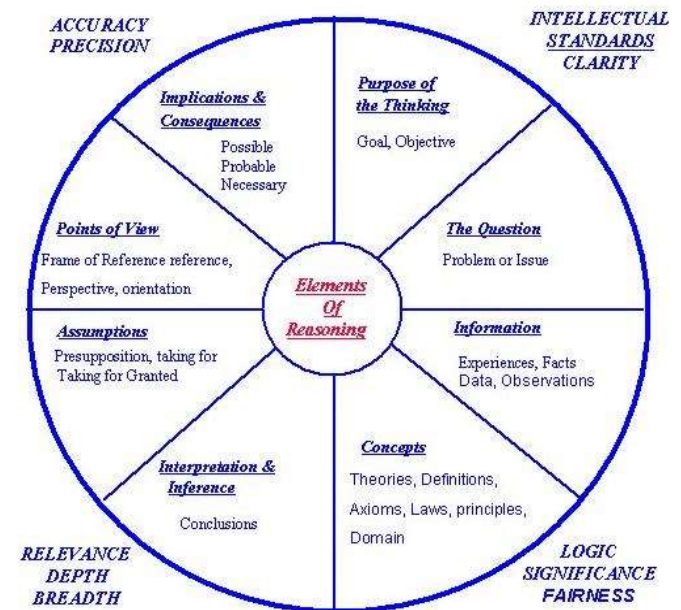 ACCURACY
PRECISION
INTELLECTUAL
STANDARDS
CLARITY
Implications &
Consequences
Possible
Probable
Necessary
Purpose of
the Thinking
Goal, Objective
Points of View
Frame of Reference reference,
Perspective, orientation
The Question
Problem or Issue
Elements
Of
Reasoning
Assumptions
Presupposition, taking for
Taking for Granted
Information
Experiences, Facts
Data, Observations
Interpretation &
Inference
Conclusions
Concepts
Theories, Definitions,
Axioms, Laws, principles,
Domain
RELEVANCE
DEPTH
BREADTH
LOGIC
SIGNIFICANCE
FAIRNESS